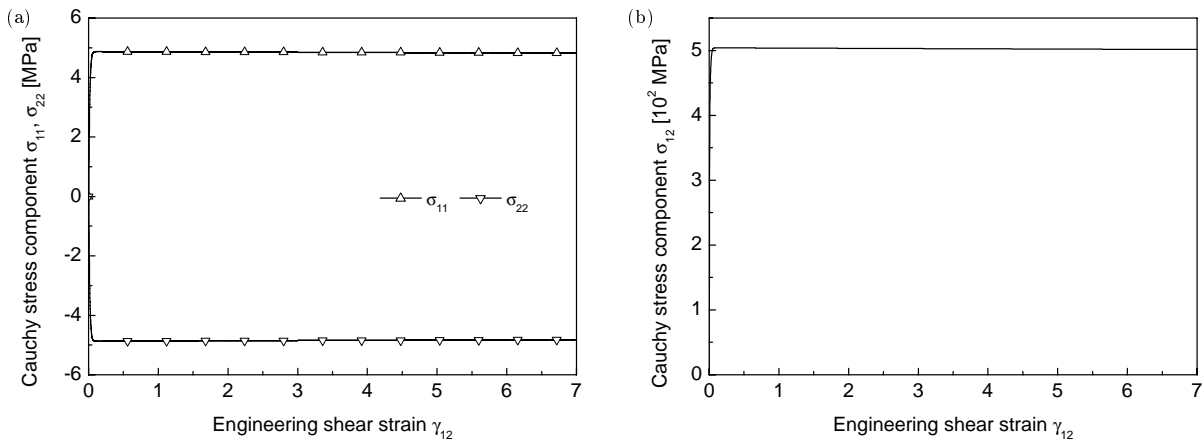 (a)
Cauchy stress component σ₁₁, σ₂₂ [MPa]
6
4
2
0
-2
-4
-6
σ₁₁ σ₂₂
0 1 2 3 4 5 6 7
Engineering shear strain γ₁₂
(b)
Cauchy stress component σ₁₂ [10² MPa]
5
4
3
2
1
0
0 1 2 3 4 5 6 7
Engineering shear strain γ₁₂